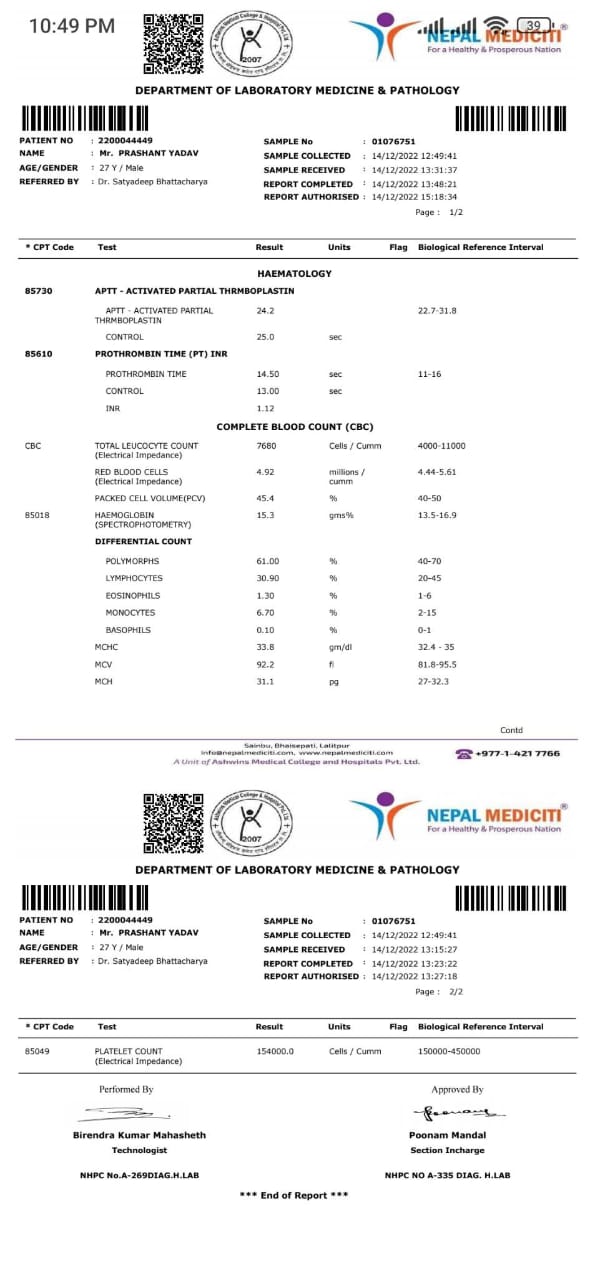 10:49 PM
39
2007
NEPAL MEDICITI®
For a Healthy & Prosperous Nation
DEPARTMENT OF LABORATORY MEDICINE & PATHOLOGY
PATIENT NO : 2200044449
NAME : Mr. PRASHANT YADAV
AGE/GENDER : 27 Y / Male
REFERRED BY : Dr. Satyadeep Bhattacharya
SAMPLE No : 01076751
SAMPLE COLLECTED : 14/12/2022 12:49:41
SAMPLE RECEIVED : 14/12/2022 13:31:37
REPORT COMPLETED : 14/12/2022 13:48:21
REPORT AUTHORISED : 14/12/2022 15:18:34
Page : 1/2
* CPT Code Test Result Units Flag Biological Reference Interval
HAEMATOLOGY
85730 APTT - ACTIVATED PARTIAL THRMBOPLASTIN
APTT - ACTIVATED PARTIAL 24.2 22.7-31.8
THRMBOPLASTIN
CONTROL 25.0 sec
85610 PROTHROMBIN TIME (PT) INR
PROTHROMBIN TIME 14.50 sec 11-16
CONTROL 13.00 sec
INR 1.12
COMPLETE BLOOD COUNT (CBC)
CBC TOTAL LEUCOCYTE COUNT 7680 Cells / Cumm 4000-11000
(Electrical Impedance)
RED BLOOD CELLS 4.92 millions / 4.44-5.61
(Electrical Impedance) cumm
PACKED CELL VOLUME(PCV) 45.4 % 40-50
85018 HAEMOGLOBIN 15.3 gms% 13.5-16.9
(SPECTROPHOTOMETRY)
DIFFERENTIAL COUNT
POLYMORPHS 61.00 % 40-70
LYMPHOCYTES 30.90 % 20-45
EOSINOPHILS 1.30 % 1-6
MONOCYTES 6.70 % 2-15
BASOPHILS 0.10 % 0-1
MCHC 33.8 gm/dl 32.4 - 35
MCV 92.2 fl 81.8-95.5
MCH 31.1 pg 27-32.3
Contd
Sainbu, Bhaisepati, Lalitpur
info@nepalmediciti.com, www.nepalmediciti.com
A Unit of Ashwins Medical College and Hospitals Pvt. Ltd.
+977-1-421 7766
2007
NEPAL MEDICITI®
For a Healthy & Prosperous Nation
DEPARTMENT OF LABORATORY MEDICINE & PATHOLOGY
PATIENT NO : 2200044449
NAME : Mr. PRASHANT YADAV
AGE/GENDER : 27 Y / Male
REFERRED BY : Dr. Satyadeep Bhattacharya
SAMPLE No : 01076751
SAMPLE COLLECTED : 14/12/2022 12:49:41
SAMPLE RECEIVED : 14/12/2022 13:15:27
REPORT COMPLETED : 14/12/2022 13:23:22
REPORT AUTHORISED : 14/12/2022 13:27:18
Page : 2/2
* CPT Code Test Result Units Flag Biological Reference Interval
85049 PLATELET COUNT 154000.0 Cells / Cumm 150000-450000
(Electrical Impedance)
Performed By
Approved By
Birendra Kumar Mahasheth
Technologist
Poonam Mandal
Section Incharge
NHPC No.A-269DIAG.H.LAB
NHPC NO A-335 DIAG. H.LAB
*** End of Report ***